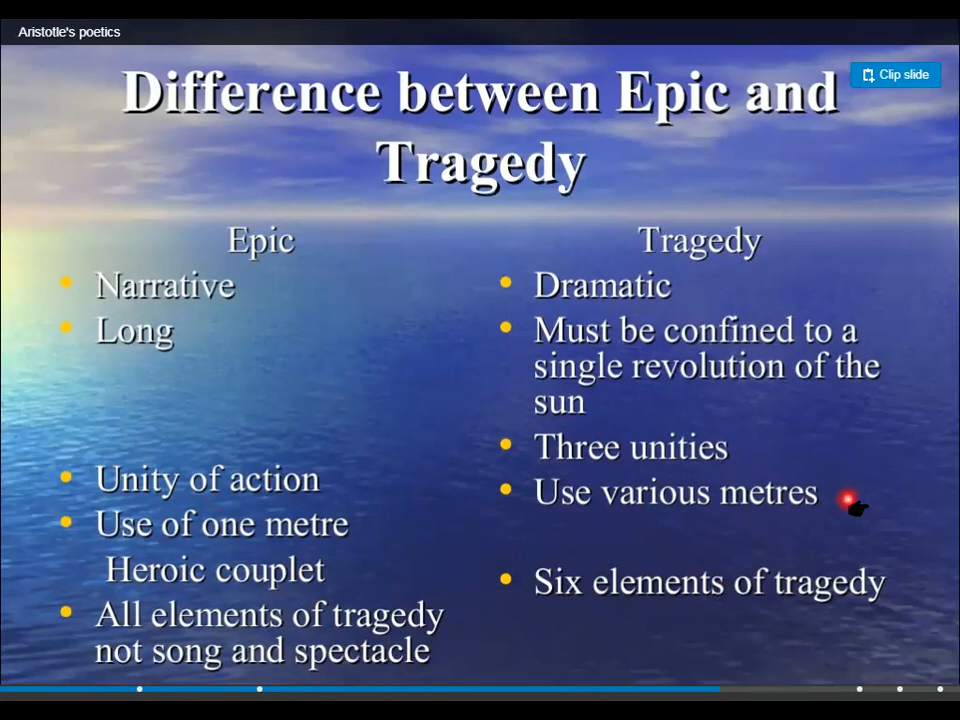 Aristotle's poetics
Clip slide
Difference between Epic and
Tragedy
Epic
Narrative
Long
Unity of action
Use of one metre
Heroic couplet
All elements of tragedy
not song and spectacle
Tragedy
Dramatic
Must be confined to a
single revolution of the
sun
Three unities
Use various metres
Six elements of tragedy